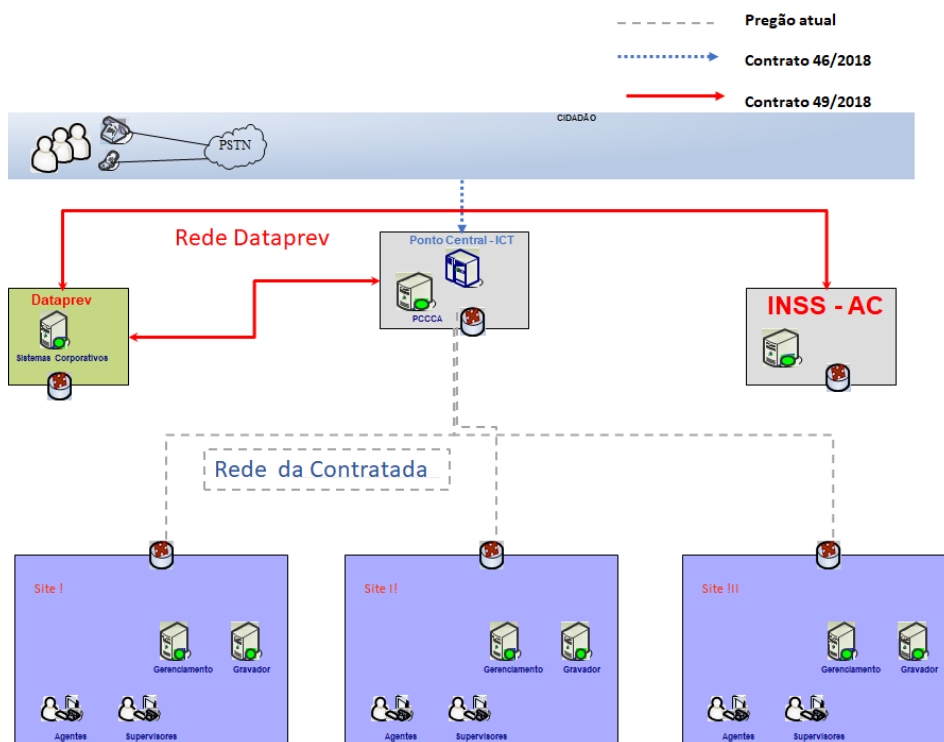 Pregão atual
Contrato 46/2018
Contrato 49/2018
CIDADÃO
PSTN
Rede Dataprev
Ponto Central - ICT
PCCCA
Dataprev
Sistemas Corporativos
INSS - AC
Rede da Contratada
Site !
Gerenciamento
Gravador
Agentes
Supervisores
Site I!
Gerenciamento
Gravador
Agentes
Supervisores
Site !II
Gerenciamento
Gravador
Agentes
Supervisores